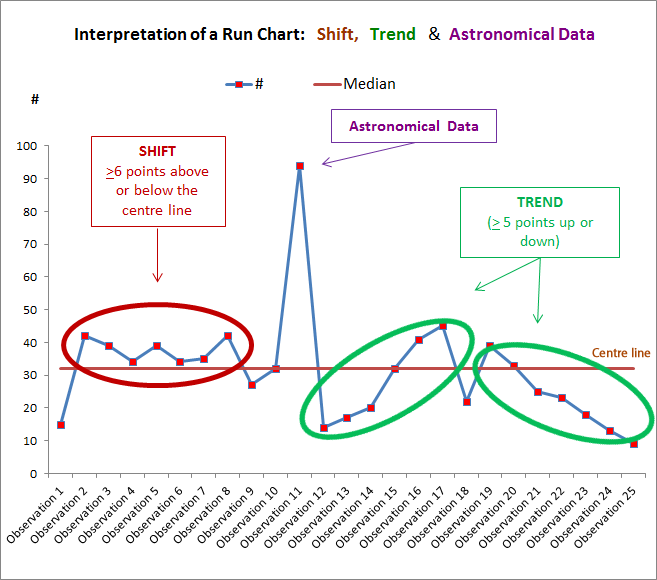 Interpretation of a Run Chart: Shift, Trend & Astronomical Data
# Median
#
Astronomical Data
SHIFT
≥6 points above
or below the
centre line
TREND
(≥ 5 points up or
down)
Centre line
100
90
80
70
60
50
40
30
20
10
0
Observation 1
Observation 2
Observation 3
Observation 4
Observation 5
Observation 6
Observation 7
Observation 8
Observation 9
Observation 10
Observation 11
Observation 12
Observation 13
Observation 14
Observation 15
Observation 16
Observation 17
Observation 18
Observation 19
Observation 20
Observation 21
Observation 22
Observation 23
Observation 24
Observation 25